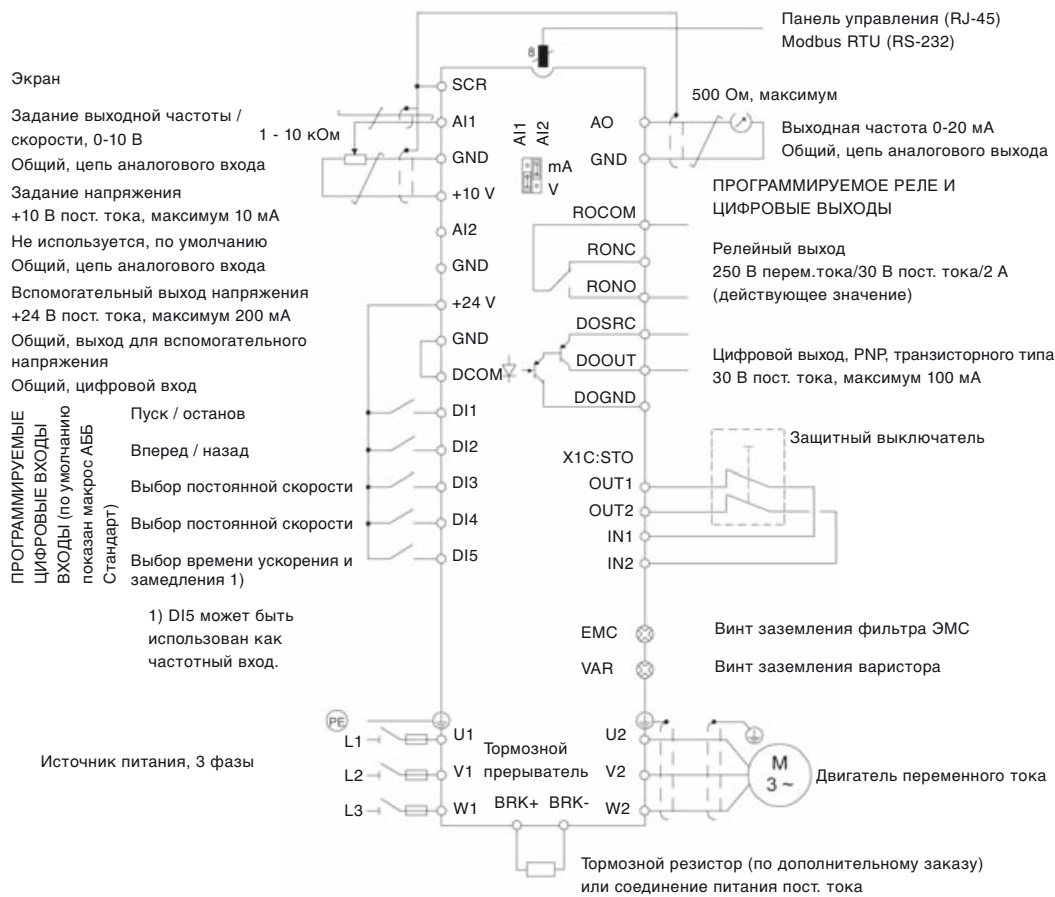 Панель управления (RJ-45)
Modbus RTU (RS-232)
8
Экран
SCR
Задание выходной частоты /
скорости, 0-10 В
1 - 10 кОм
AI1
Общий, цепь аналогового входа
GND
Задание напряжения
+10 В пост. тока, максимум 10 мА
+10 V
Не используется, по умолчанию
AI2
Общий, цепь аналогового входа
GND
Вспомогательный выход напряжения
+24 В пост. тока, максимум 200 мА
+24 V
Общий, выход для вспомогательного
напряжения
GND
Общий, цифровой вход
DCOM
ПРОГРАММИРУЕМЫЕ
ЦИФРОВЫЕ ВХОДЫ
ВХОДЫ (по умолчанию
показан макрос АББ
Стандарт)
Пуск / останов
DI1
Вперед / назад
DI2
Выбор постоянной скорости
DI3
Выбор постоянной скорости
DI4
Выбор времени ускорения и
замедления 1)
DI5
1) DI5 может быть
использован как
частотный вход.
AI1
AI2
mA
V
500 Ом, максимум
AO
GND
Выходная частота 0-20 мА
Общий, цепь аналогового выхода
ПРОГРАММИРУЕМОЕ РЕЛЕ И
ЦИФРОВЫЕ ВЫХОДЫ
ROCOM
RONC
RONO
Релейный выход
250 В перем.тока/30 В пост. тока/2 А
(действующее значение)
DOSRC
DOOUT
DOGND
Цифровой выход, PNP, транзисторного типа
30 В пост. тока, максимум 100 мА
Защитный выключатель
X1C:STO
OUT1
OUT2
IN1
IN2
EMC
Винт заземления фильтра ЭМС
VAR
Винт заземления варистора
PE
Источник питания, 3 фазы
L1
L2
L3
U1
V1
W1
Тормозной
прерыватель
BRK+ BRK-
U2
V2
W2
M
3 ~
Двигатель переменного тока
Тормозной резистор (по дополнительному заказу)
или соединение питания пост. тока